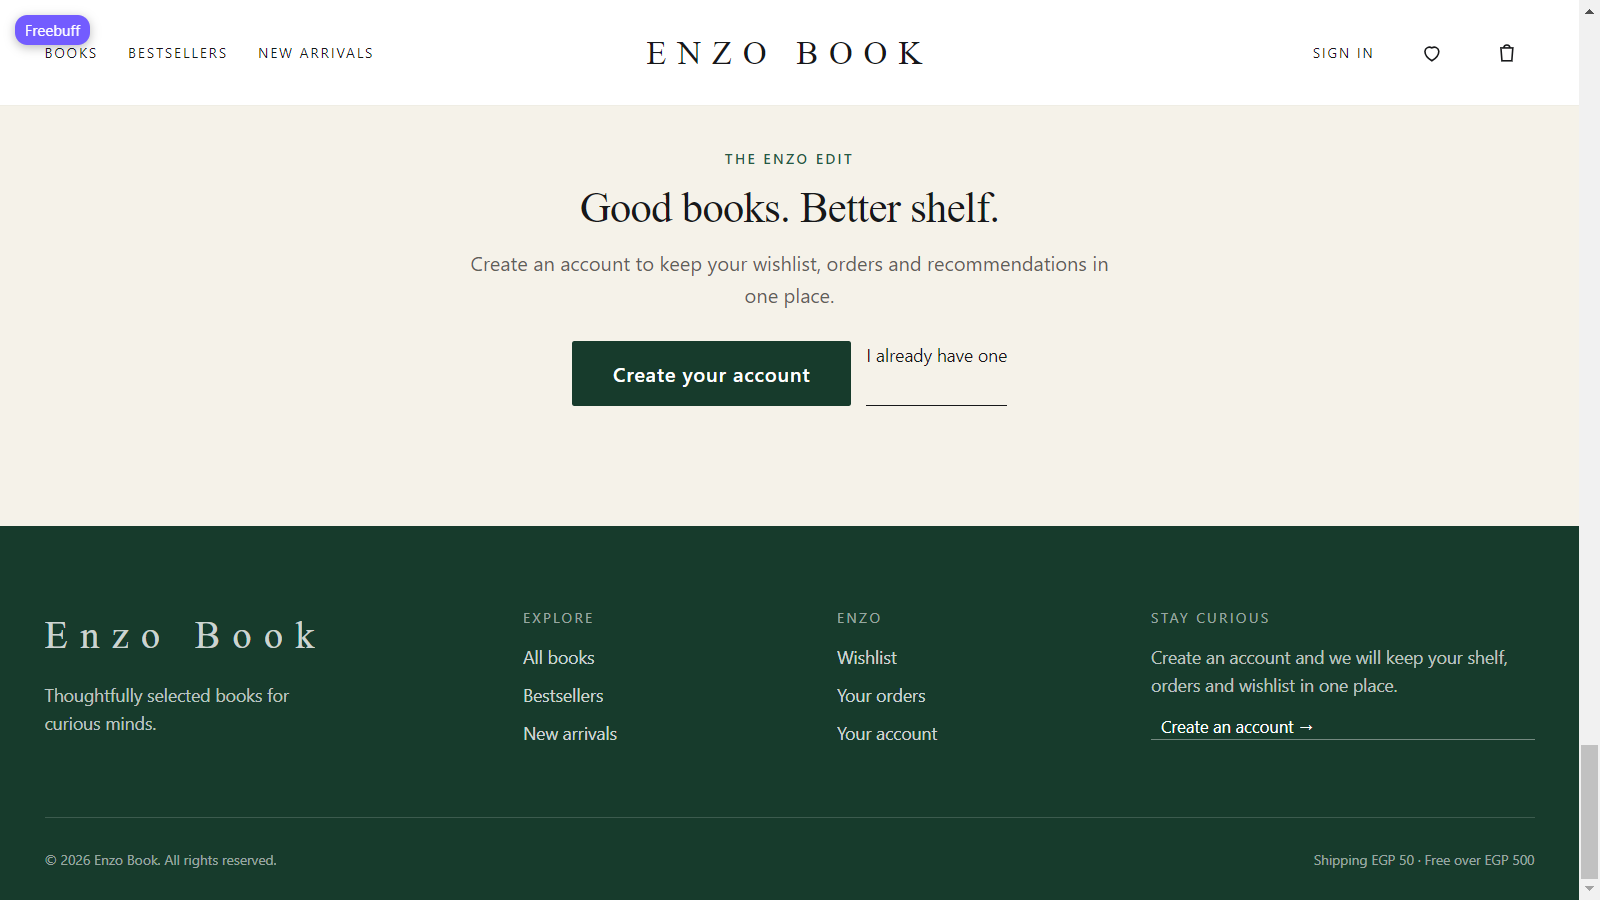 Freebuff
BOOKS BESTSELLERS NEW ARRIVALS
ENZO BOOK
SIGN IN
THE ENZO EDIT
Good books. Better shelf.
Create an account to keep your wishlist, orders and recommendations in
one place.
Create your account
I already have one
Enzo Book
Thoughtfully selected books for
curious minds.
EXPLORE
All books
Bestsellers
New arrivals
ENZO
Wishlist
Your orders
Your account
STAY CURIOUS
Create an account and we will keep your shelf,
orders and wishlist in one place.
Create an account →
© 2026 Enzo Book. All rights reserved.
Shipping EGP 50 · Free over EGP 500